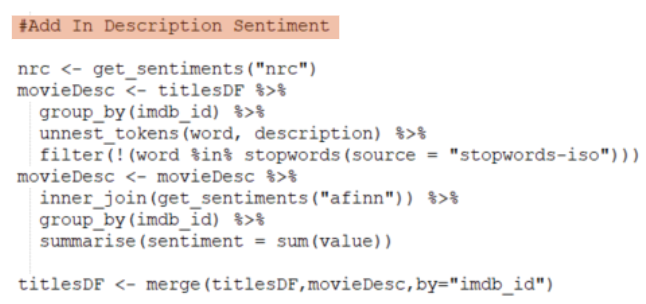 #Add In Description Sentiment
nrc <- get_sentiments("nrc")
movieDesc <- titlesDF %>%
group_by(imdb_id) %>%
unnest_tokens(word, description) %>%
filter(!(word %in% stopwords(source = "stopwords-iso")))
movieDesc <- movieDesc %>%
inner_join(get_sentiments("afinn")) %>%
group_by(imdb_id) %>%
summarise(sentiment = sum(value))
titlesDF <- merge(titlesDF,movieDesc,by="imdb_id")